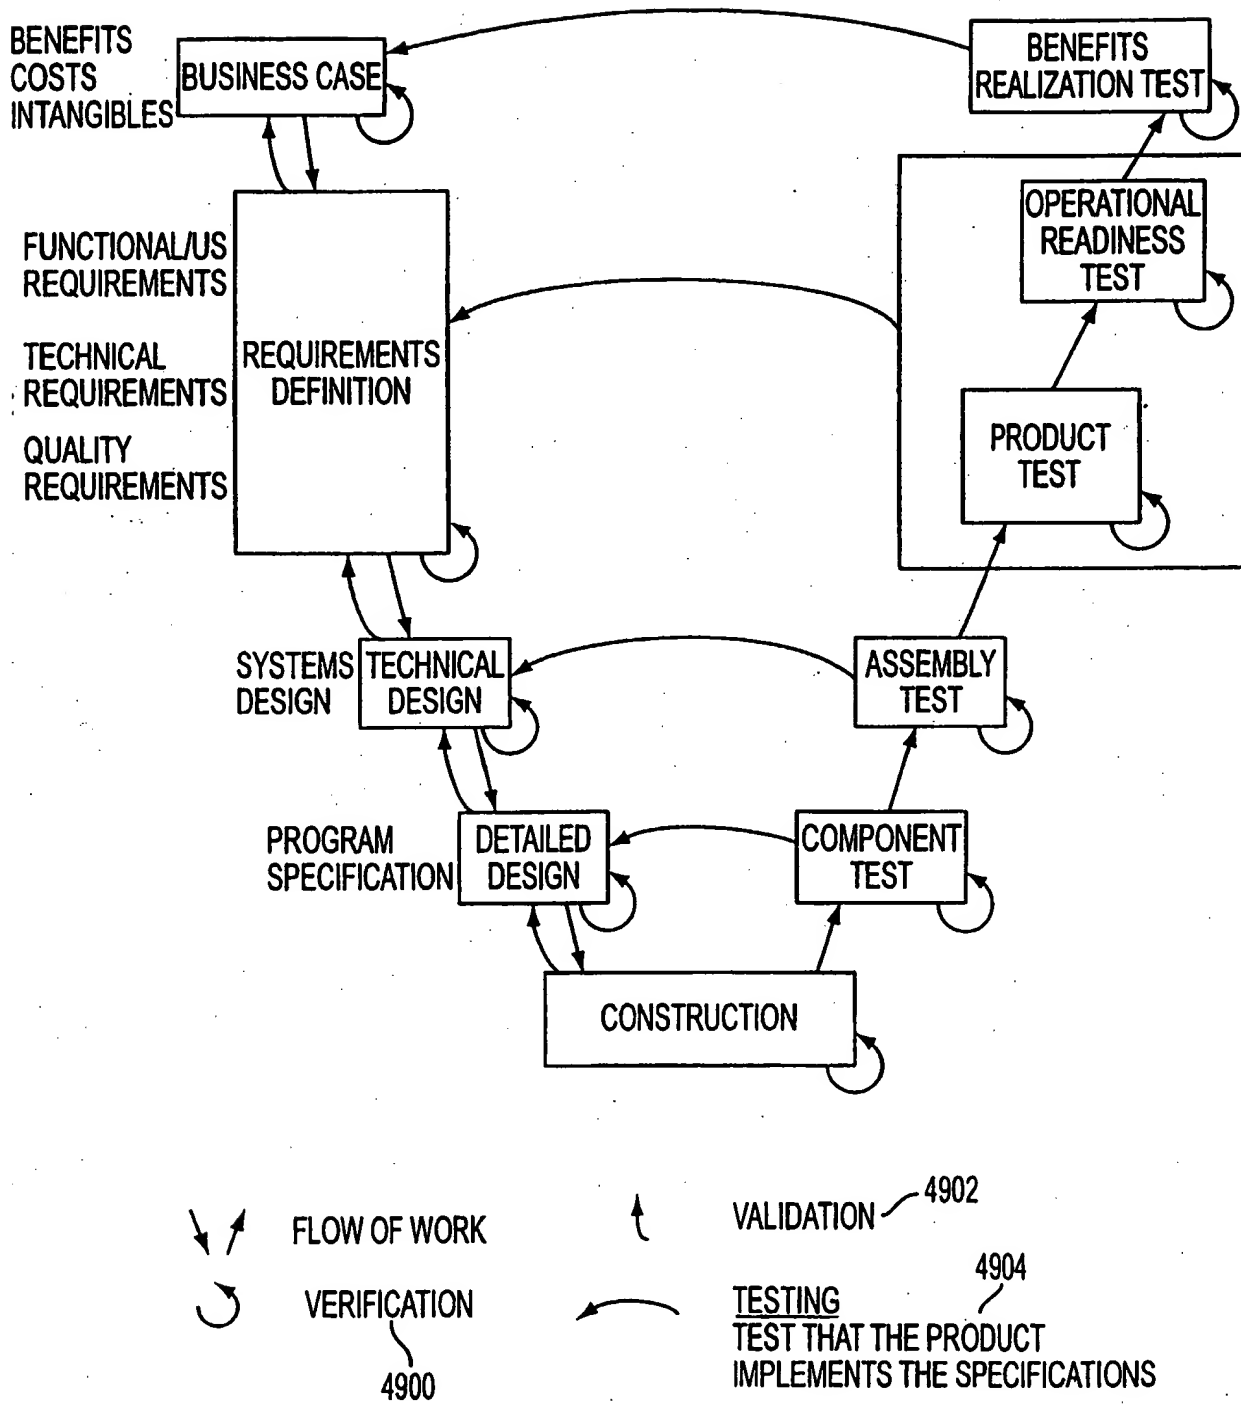 BENEFITS
COSTS
INTANGIBLES
BUSINESS CASE
BENEFITS
REALIZATION TEST
OPERATIONAL
READINESS
TEST
FUNCTIONAL/US
REQUIREMENTS
TECHNICAL
REQUIREMENTS
QUALITY
REQUIREMENTS
REQUIREMENTS
DEFINITION
PRODUCT
TEST
SYSTEMS
DESIGN
TECHNICAL
DESIGN
ASSEMBLY
TEST
PROGRAM
SPECIFICATION
DETAILED
DESIGN
COMPONENT
TEST
CONSTRUCTION
FLOW OF WORK
VALIDATION
4902
VERIFICATION
4900
4904
TESTING
TEST THAT THE PRODUCT
IMPLEMENTS THE SPECIFICATIONS